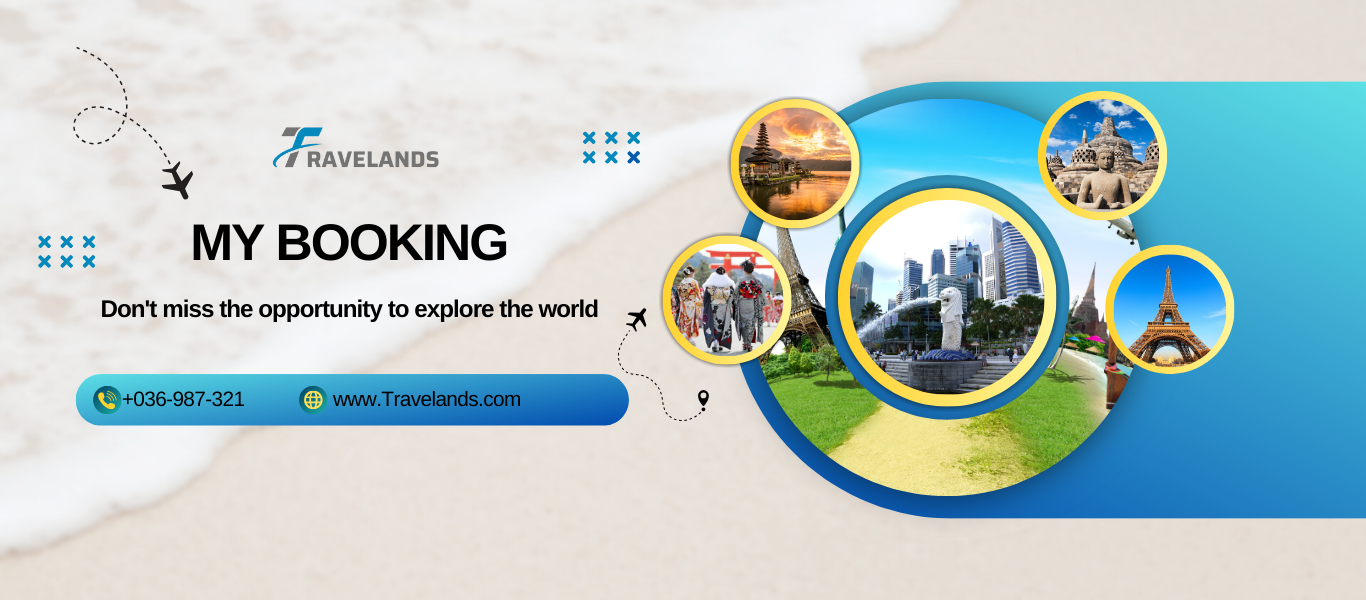 TRAVELANDS
MY BOOKING
Don't miss the opportunity to explore the world
+036-987-321
www.Travelands.com